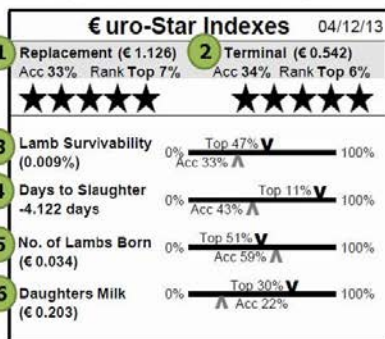 € uro-Star Indexes 04/12/13
1 Replacement (€ 1.126) 2 Terminal (€ 0.542)
Acc 33% Rank Top 7% Acc 34% Rank Top 6%
3 Lamb Survivability
(0.009%)
0% Top 47% 100%
Acc 33%
4 Days to Slaughter
-4.122 days
0% Top 11% 100%
Acc 43%
5 No. of Lambs Born
(€ 0.034)
0% Top 51% 100%
Acc 59%
6 Daughters Milk
(€ 0.203)
0% Top 30% 100%
Acc 22%